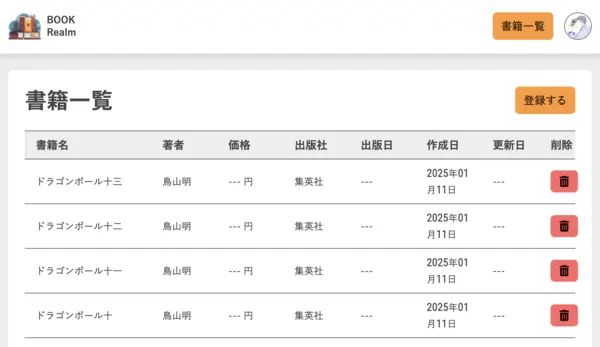 BOOK
Realm
書籍一覧
書籍一覧
登録する
書籍名 著者 価格 出版社 出版日 作成日 更新日 削除
ドラゴンボール十三 鳥山明 --- 円 集英社 --- 2025年01月11日 ---
ドラゴンボール十二 鳥山明 --- 円 集英社 --- 2025年01月11日 ---
ドラゴンボール十一 鳥山明 --- 円 集英社 --- 2025年01月11日 ---
ドラゴンボール十 鳥山明 --- 円 集英社 --- 2025年01月11日 ---